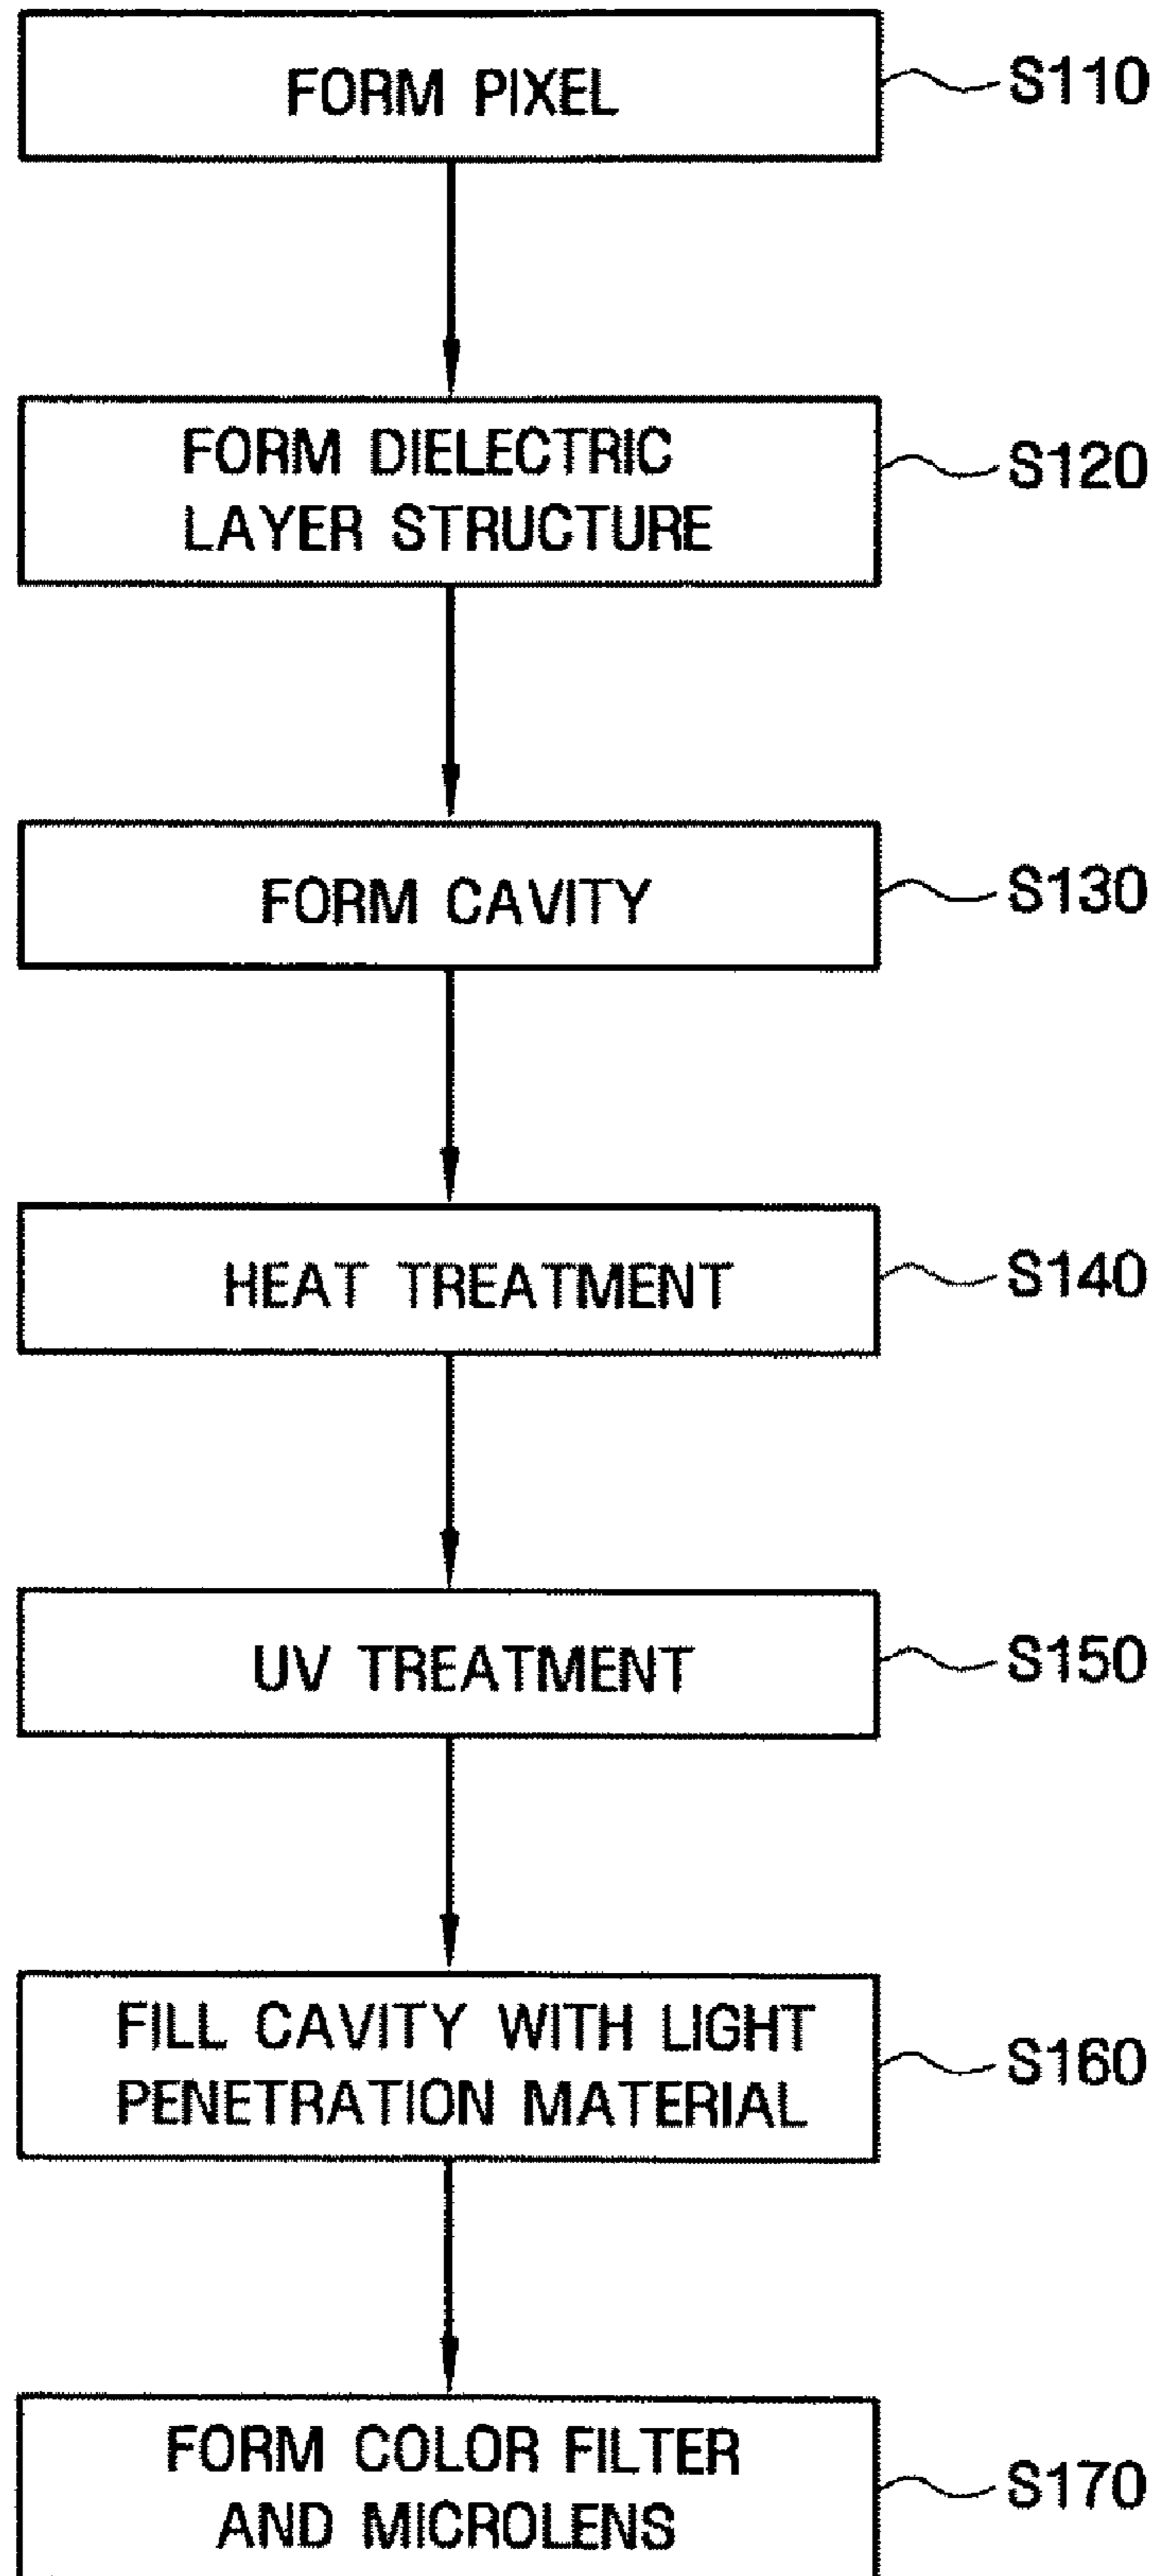 FORM PIXEL
S110
FORM DIELECTRIC
LAYER STRUCTURE
S120
FORM CAVITY
S130
HEAT TREATMENT
S140
UV TREATMENT
S150
FILL CAVITY WITH LIGHT
PENETRATION MATERIAL
S160
FORM COLOR FILTER
AND MICROLENS
S170